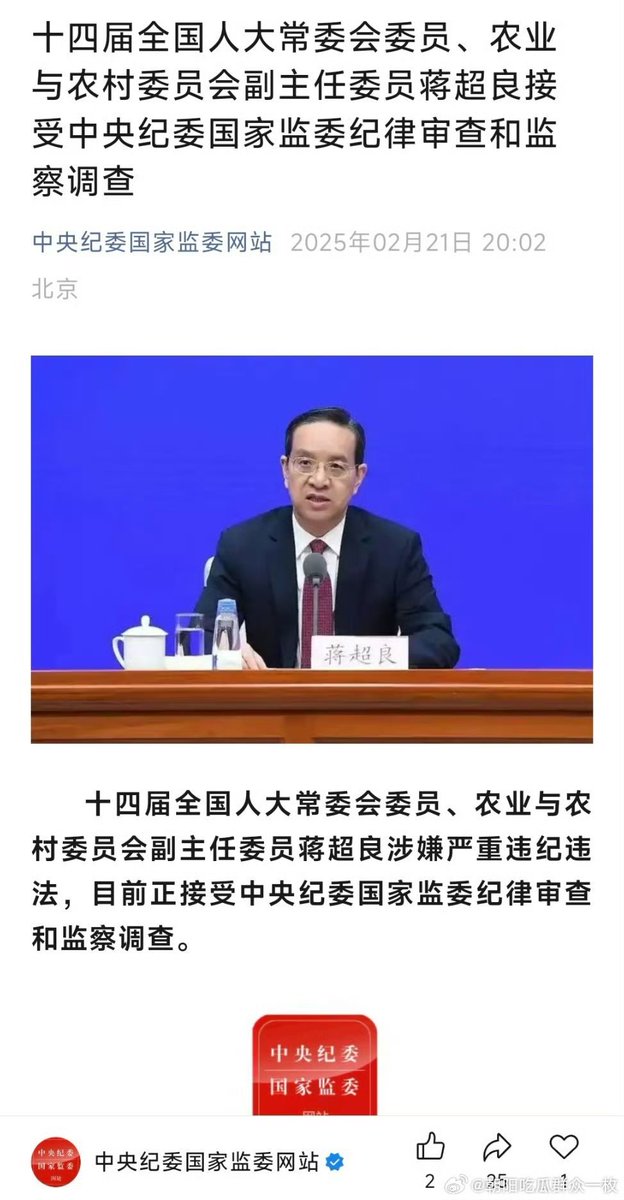 十四届全国人大常委会委员、农业
与农村委员会副主任委员蒋超良接
受中央纪委国家监委纪律审查和监
察调查
中央纪委国家监委网站 2025年02月21日 20:02
北京
蒋超良
十四届全国人大常委会委员、农业与农
村委员会副主任委员蒋超良涉嫌严重违纪违
法，目前正接受中央纪委国家监委纪律审查
和监察调查。
中央纪委
国家监委
网站
中央纪委
国家监委
网站
中央纪委国家监委网站
2
25
1
@朝阳吃瓜群众一枚